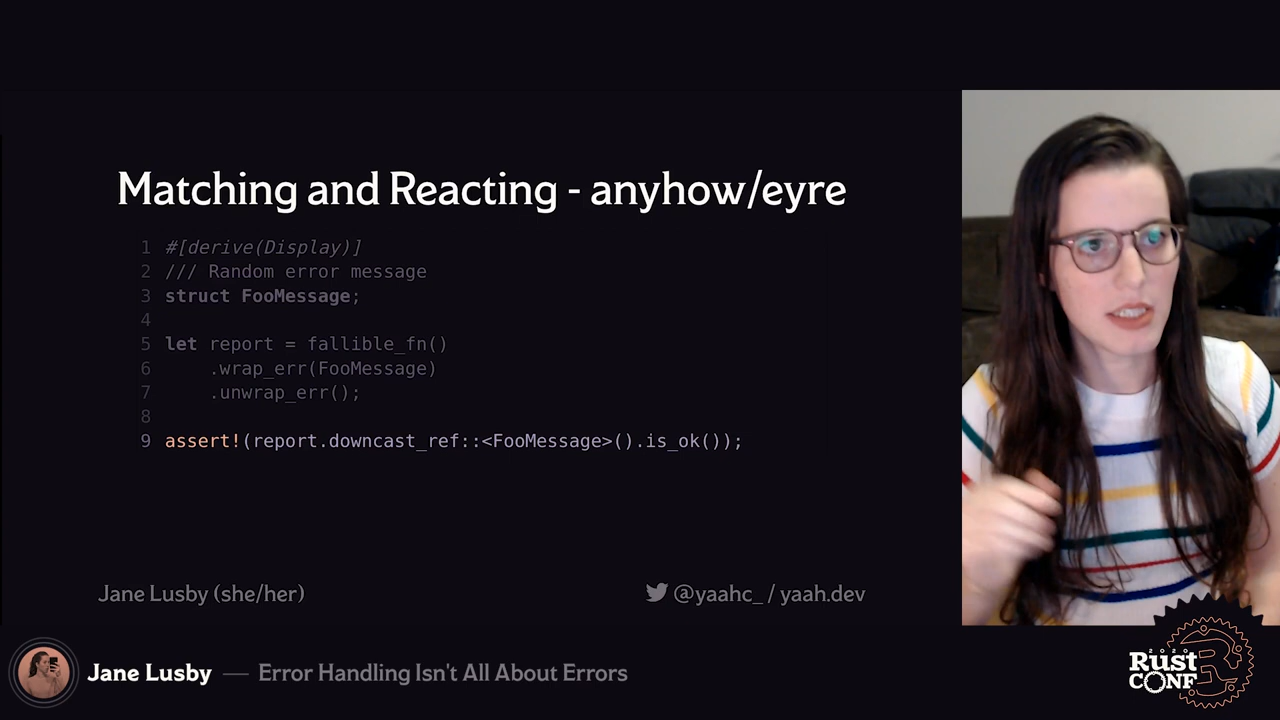 Matching and Reacting - anyhow/eyre
1 #[derive(Display)]
2 /// Random error message
3 struct FooMessage;
4
5 let report = fallible_fn()
6     .wrap_err(FooMessage)
7     .unwrap_err();
8
9 assert!(report.downcast_ref::<FooMessage>().is_ok());
Jane Lusby (she/her)
@yaahc_ / yaah.dev
Jane Lusby — Error Handling Isn't All About Errors
2020
Rust
CONF
R